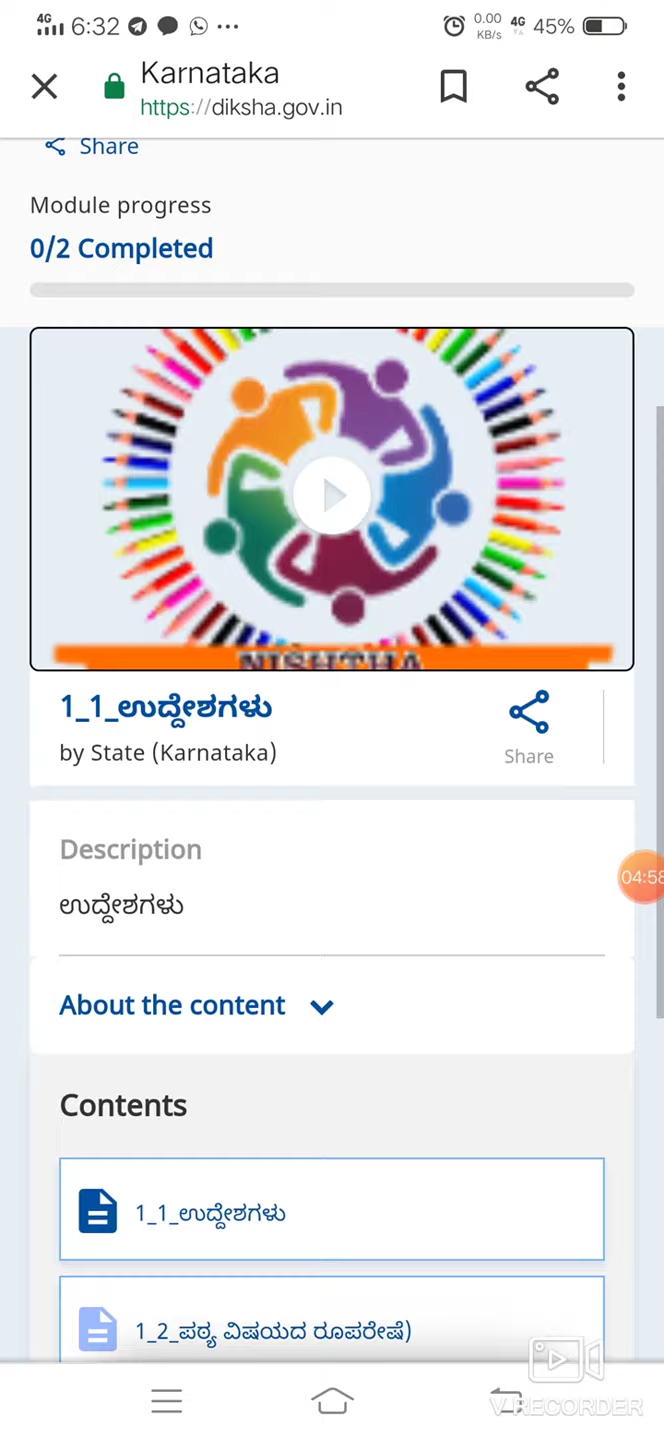 4G 6:32 0.00 KB/s 4G 45%
Karnataka
https://diksha.gov.in
Share
Module progress
0/2 Completed
NISHTHA
1_1_ಉದ್ದೇಶಗಳು
by State (Karnataka)
Share
Description
ಉದ್ದೇಶಗಳು
04:58
About the content
Contents
1_1_ಉದ್ದೇಶಗಳು
1_2_ಪಠ್ಯ ವಿಷಯದ ರೂಪರೇಷೆ)
V RECORDER